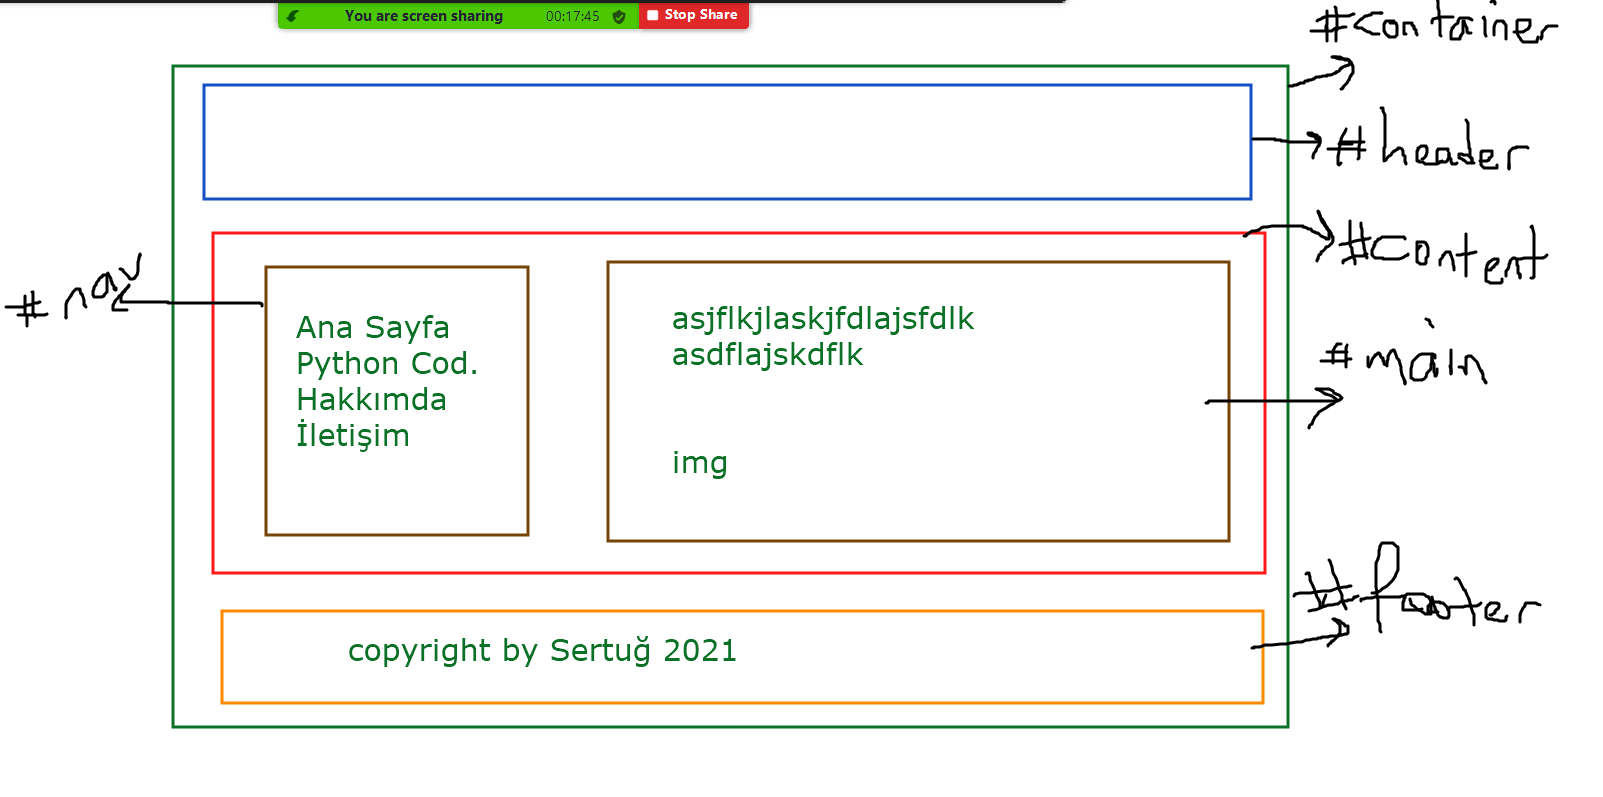 You are screen sharing 00:17:45 Stop Share
#container
#header
#content
#nav
Ana Sayfa
Python Cod.
Hakkımda
İletişim
asjflkjlaskjfdlajsfdlk
asdflajskdflk
img
#main
#footer
copyright by Sertuğ 2021